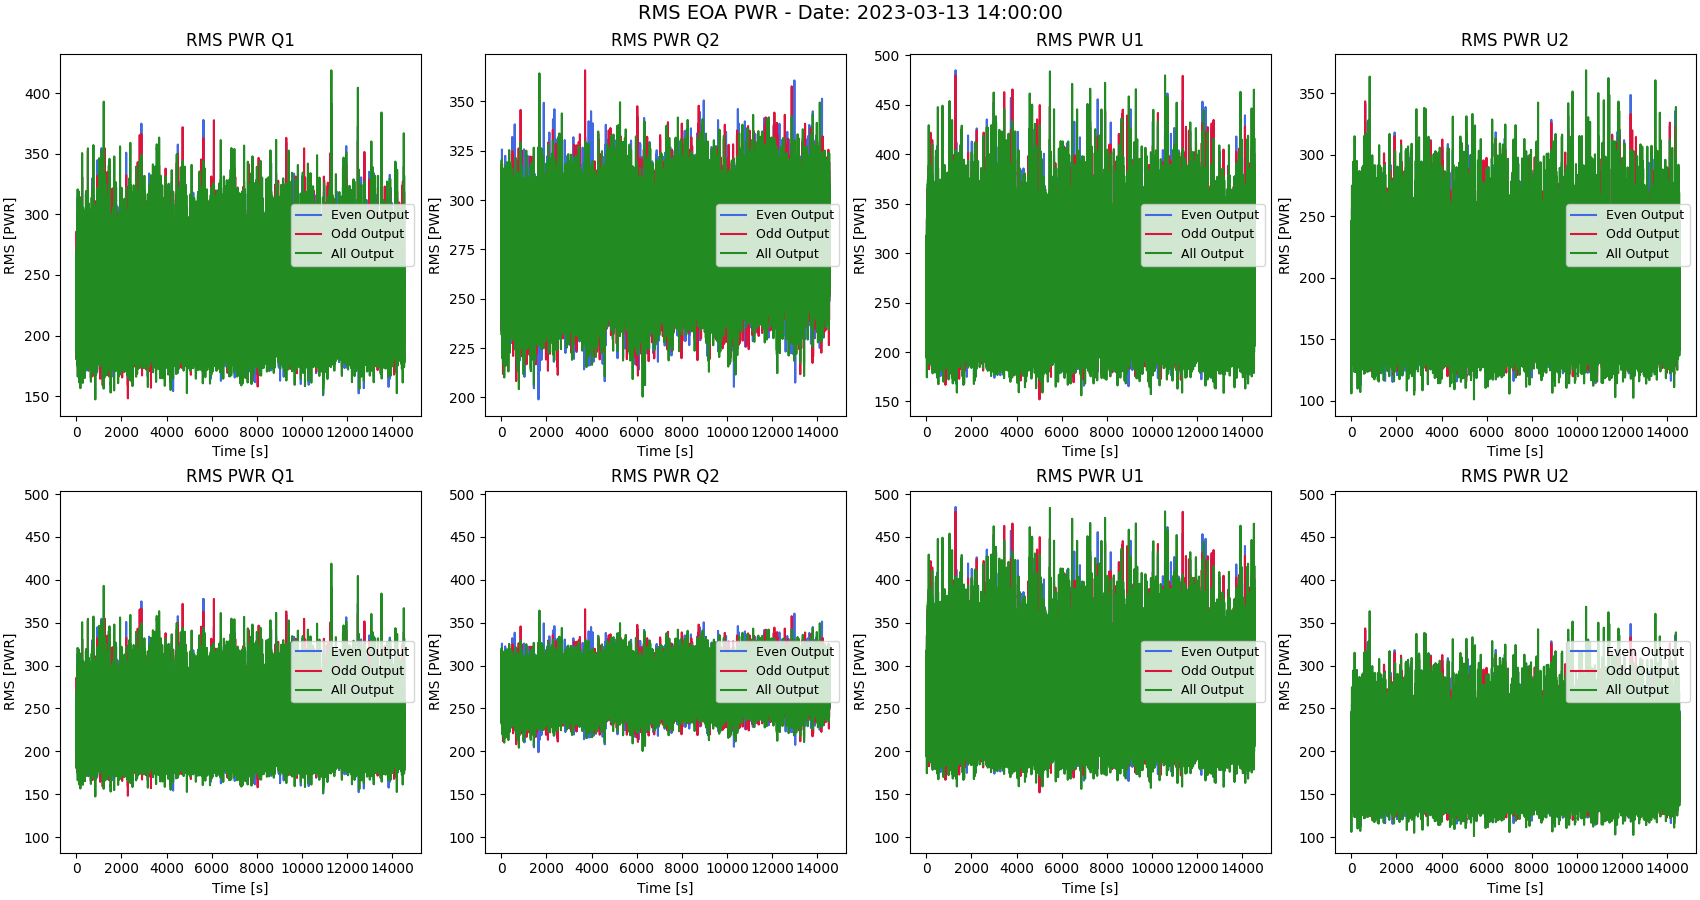 RMS EOA PWR - Date: 2023-03-13 14:00:00
RMS PWR Q1
RMS [PWR]
400
350
300
250
200
150
0 2000 4000 6000 8000 10000 12000 14000
Time [s]
Even Output
Odd Output
All Output
RMS PWR Q2
RMS [PWR]
350
325
300
275
250
225
200
0 2000 4000 6000 8000 10000 12000 14000
Time [s]
Even Output
Odd Output
All Output
RMS PWR U1
RMS [PWR]
500
450
400
350
300
250
200
150
0 2000 4000 6000 8000 10000 12000 14000
Time [s]
Even Output
Odd Output
All Output
RMS PWR U2
RMS [PWR]
350
300
250
200
150
100
0 2000 4000 6000 8000 10000 12000 14000
Time [s]
Even Output
Odd Output
All Output
RMS PWR Q1
RMS [PWR]
500
450
400
350
300
250
200
150
100
0 2000 4000 6000 8000 10000 12000 14000
Time [s]
Even Output
Odd Output
All Output
RMS PWR Q2
RMS [PWR]
500
450
400
350
300
250
200
150
100
0 2000 4000 6000 8000 10000 12000 14000
Time [s]
Even Output
Odd Output
All Output
RMS PWR U1
RMS [PWR]
500
450
400
350
300
250
200
150
100
0 2000 4000 6000 8000 10000 12000 14000
Time [s]
Even Output
Odd Output
All Output
RMS PWR U2
RMS [PWR]
500
450
400
350
300
250
200
150
100
0 2000 4000 6000 8000 10000 12000 14000
Time [s]
Even Output
Odd Output
All Output